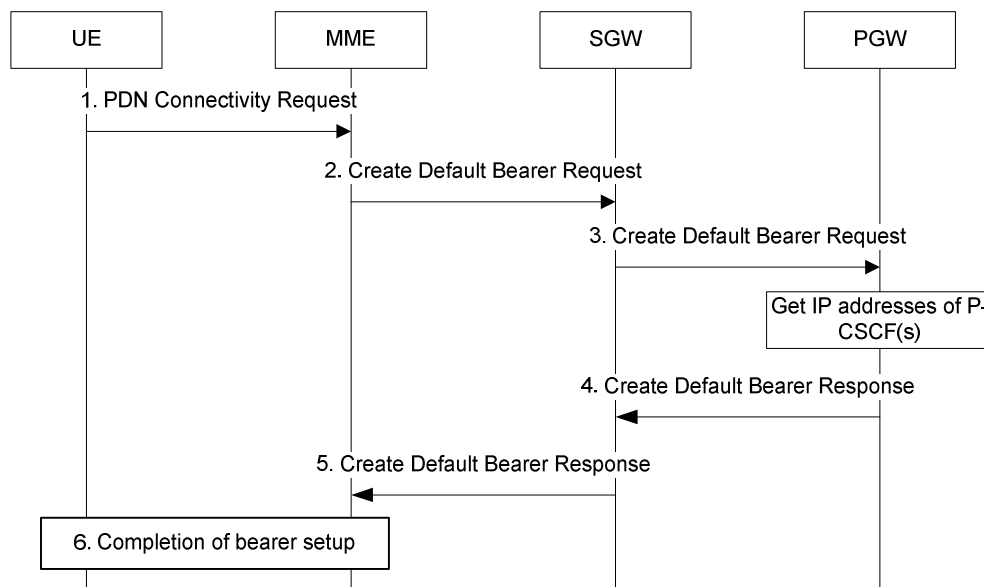 UE
MME
SGW
PGW
1. PDN Connectivity Request
2. Create Default Bearer Request
3. Create Default Bearer Request
Get IP addresses of P-
CSCF(s)
4. Create Default Bearer Response
5. Create Default Bearer Response
6. Completion of bearer setup